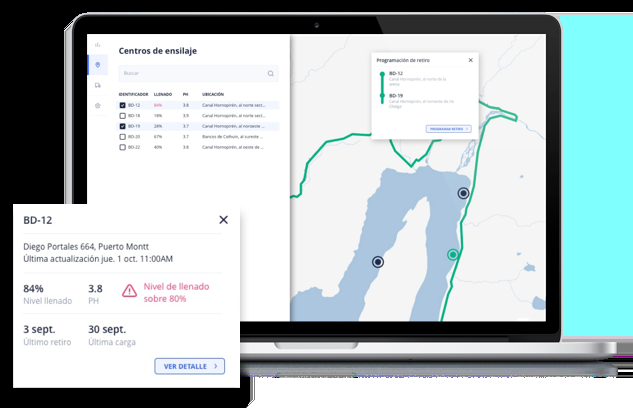 Centros de ensilaje
Buscar
IDENTIFICADOR LLENADO PH UBICACIÓN
BD-12 84% 3.8 Canal Hornopirén, al norte sect...
BD-18 18% 3.9 Canal Hornopirén, al norte sect...
BD-19 28% 3.7 Canal Hornopirén, al noroeste ...
BD-20 67% 3.7 Bancos de Colhum, al sureste ...
BD-22 40% 3.8 Canal Hornopirén, al oeste de ...
Programación de retiro
BD-12
Canal Hornopirén, al norte de la
BD-19
Canal Hornopirén, al noroeste de
PROGRAMAR RETIRO
BD-12
Diego Portales 664, Puerto Montt
Última actualización jue. 1 oct. 11:00AM
84% 3.8 Nivel de llenado
Nivel llenado PH sobre 80%
3 sept. 30 sept.
Último retiro Última carga
VER DETALLE